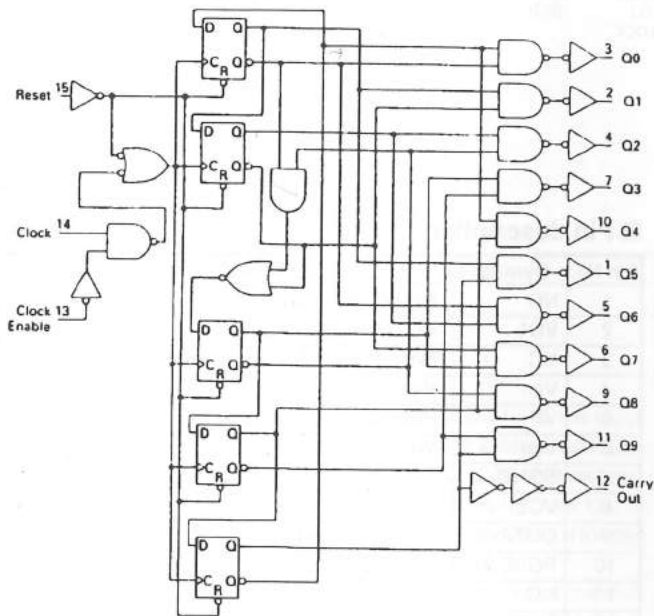 D Q
C R Q
Reset 15
D Q
C R Q
Clock 14
Clock Enable 13
D Q
C R Q
D Q
C R Q
D Q
C R Q
3 Q0
2 Q1
4 Q2
7 Q3
10 Q4
1 Q5
5 Q6
6 Q7
9 Q8
11 Q9
12 Carry Out